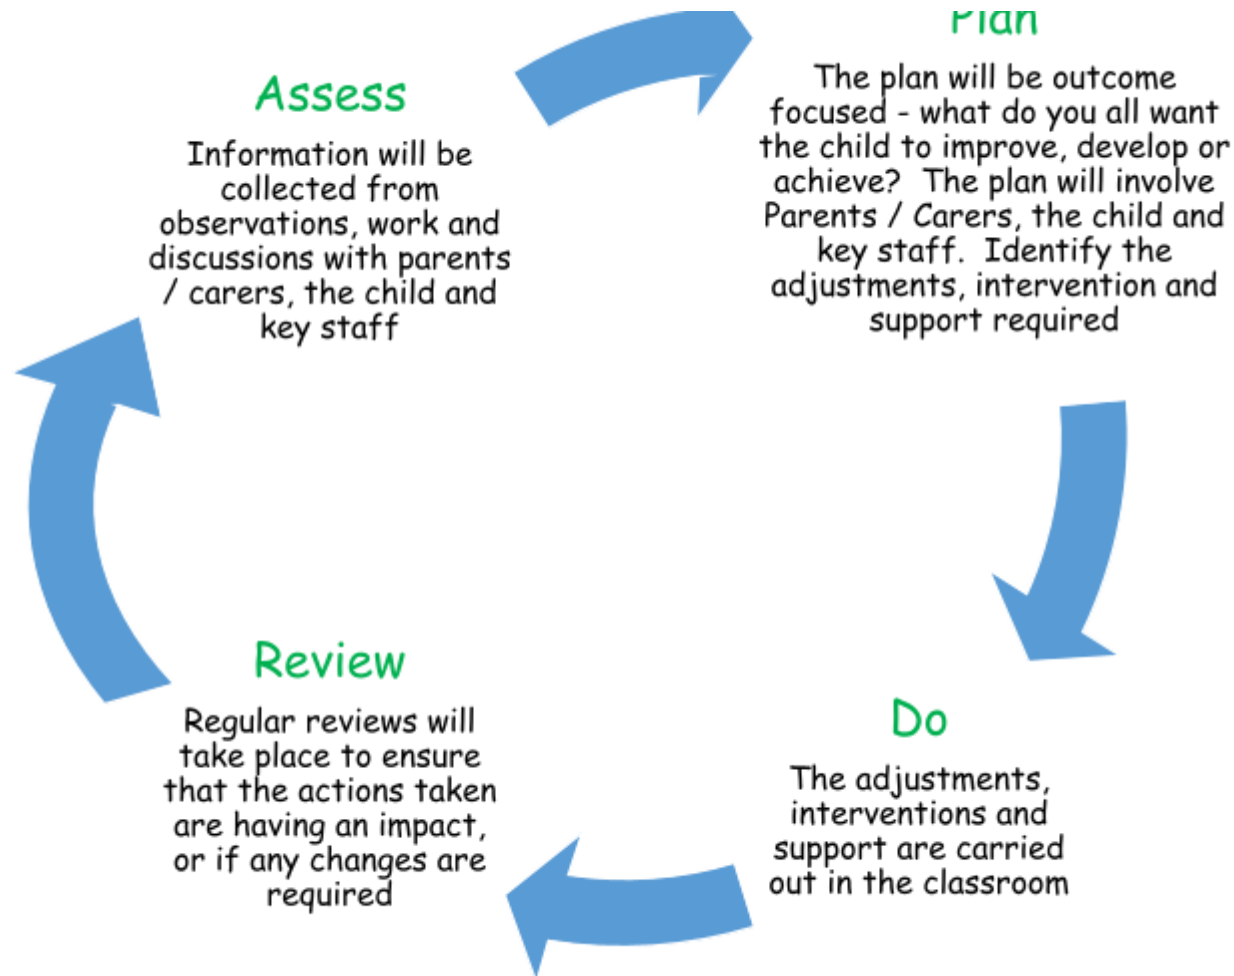 Assess
Information will be
collected from
observations, work and
discussions with parents
/ carers, the child and
key staff
Plan
The plan will be outcome
focused - what do you all want
the child to improve, develop or
achieve?  The plan will involve
Parents / Carers, the child and
key staff.  Identify the
adjustments, intervention and
support required
Do
The adjustments,
interventions and
support are carried
out in the classroom
Review
Regular reviews will
take place to ensure
that the actions taken
are having an impact,
or if any changes are
required